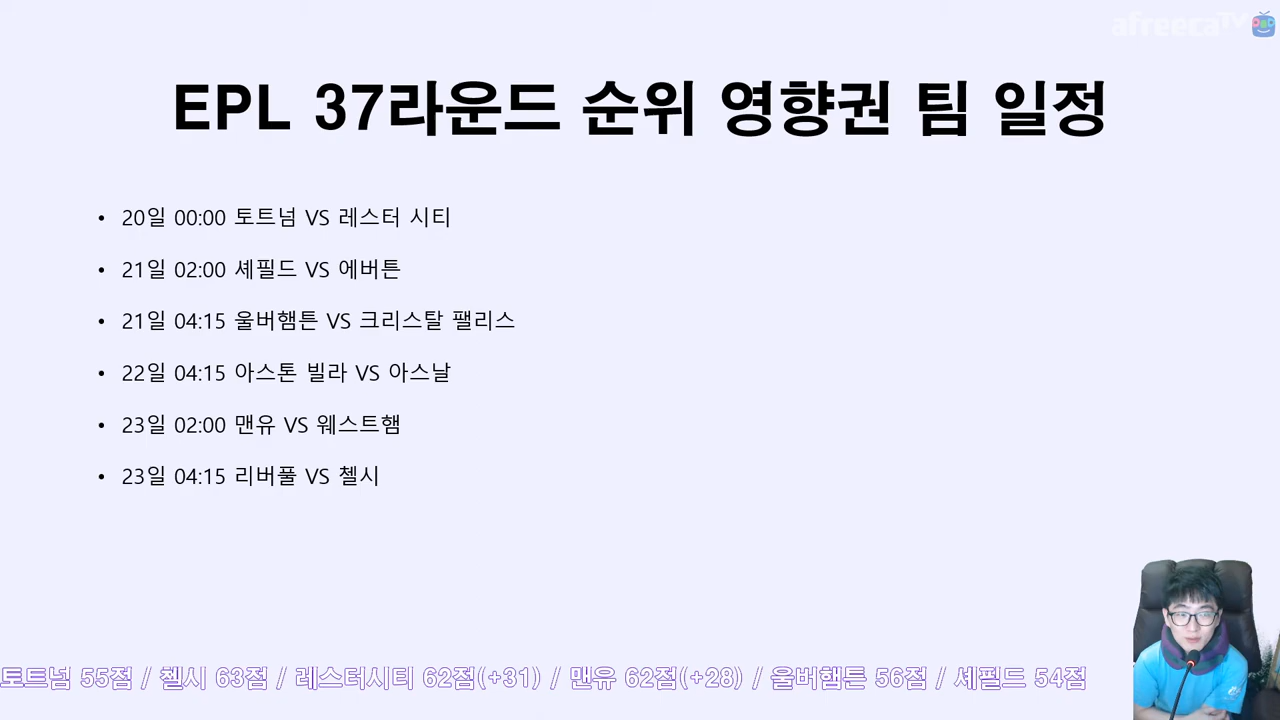 afreecaTV
EPL 37라운드 순위 영향권 팀 일정
• 20일 00:00 토트넘 VS 레스터 시티
• 21일 02:00 셰필드 VS 에버튼
• 21일 04:15 울버햄튼 VS 크리스탈 팰리스
• 22일 04:15 아스톤 빌라 VS 아스날
• 23일 02:00 맨유 VS 웨스트햄
• 23일 04:15 리버풀 VS 첼시
토트넘 55점 / 첼시 63점 / 레스터시티 62점(+31) / 맨유 62점(+28) / 울버햄튼 56점 / 셰필드 54점